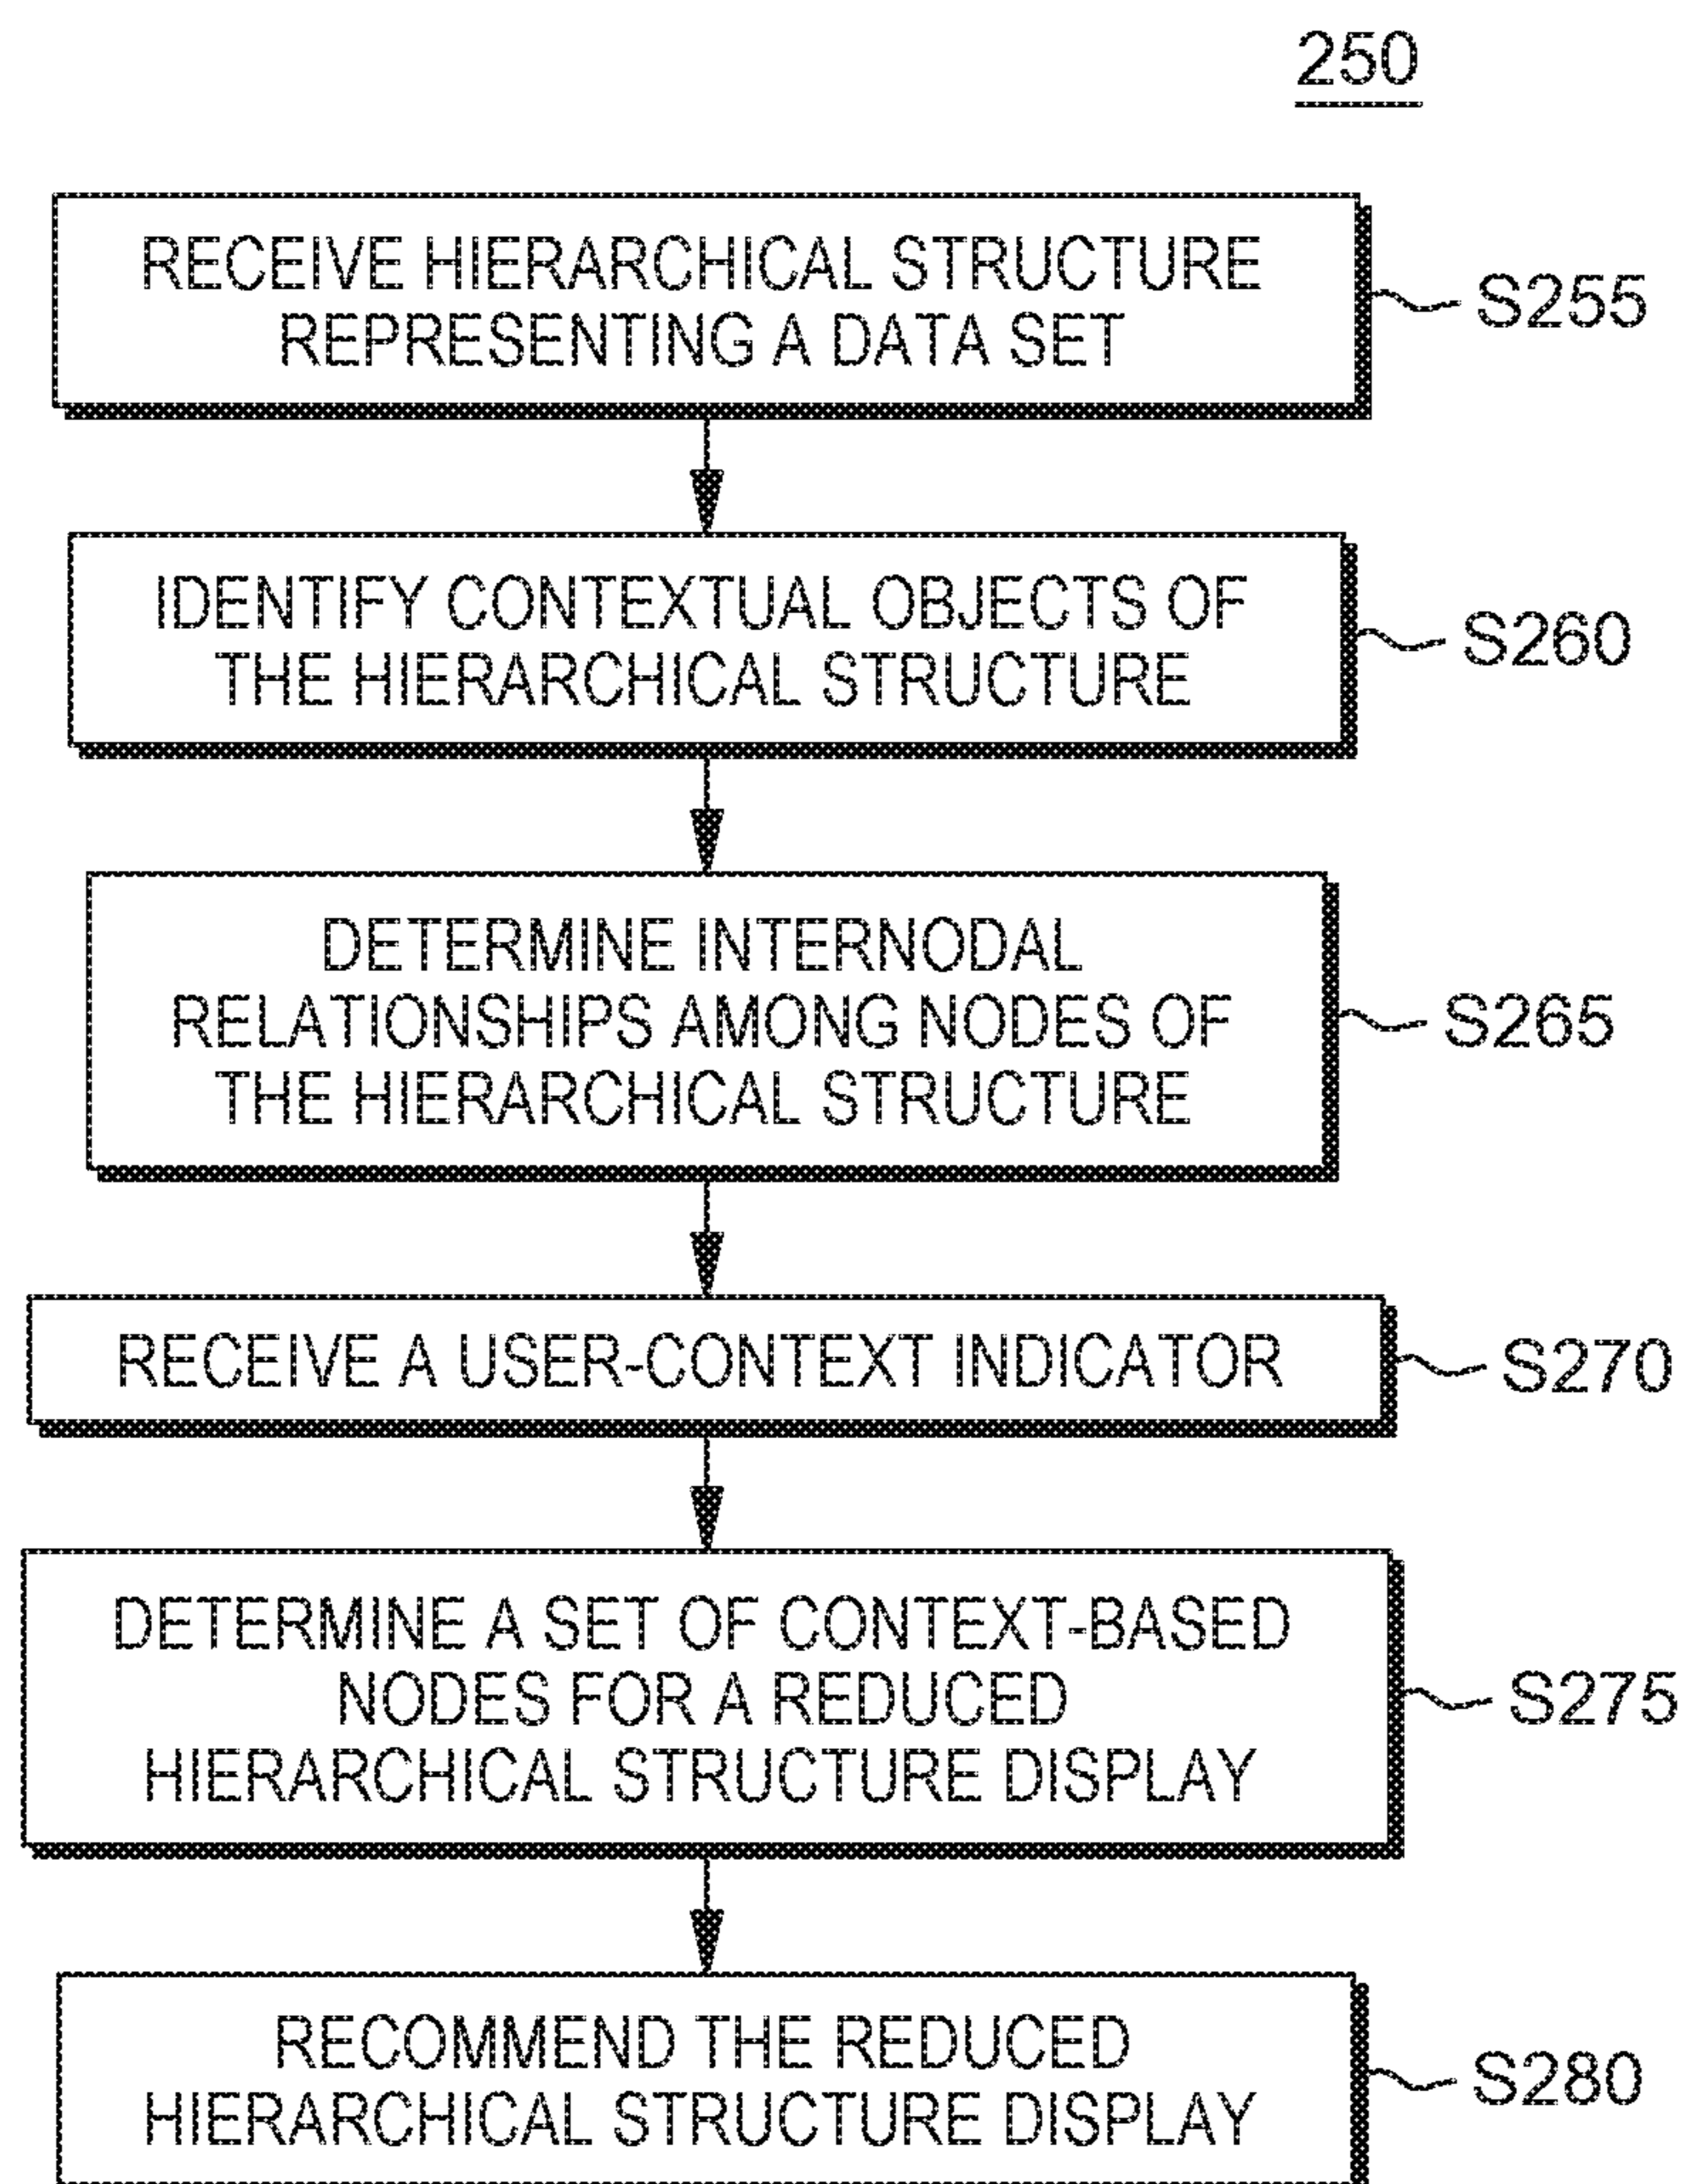 250
RECEIVE HIERARCHICAL STRUCTURE
REPRESENTING A DATA SET
S255
IDENTIFY CONTEXTUAL OBJECTS OF
THE HIERARCHICAL STRUCTURE
S260
DETERMINE INTERNODAL
RELATIONSHIPS AMONG NODES OF
THE HIERARCHICAL STRUCTURE
S265
RECEIVE A USER-CONTEXT INDICATOR
S270
DETERMINE A SET OF CONTEXT-BASED
NODES FOR A REDUCED
HIERARCHICAL STRUCTURE DISPLAY
S275
RECOMMEND THE REDUCED
HIERARCHICAL STRUCTURE DISPLAY
S280